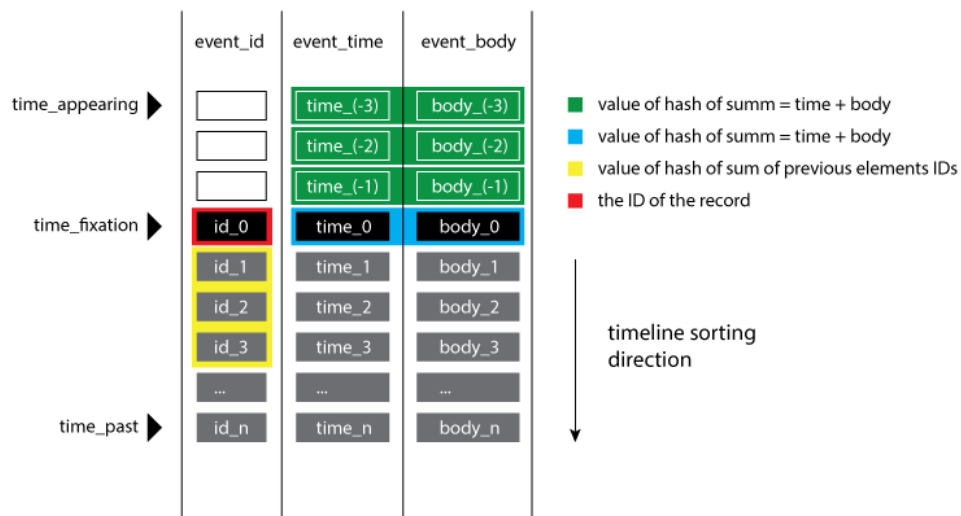 event_id event_time event_body
time_appearing time_(-3) body_(-3)
time_(-2) body_(-2)
time_(-1) body_(-1)
time_fixation id_0 time_0 body_0
id_1 time_1 body_1
id_2 time_2 body_2
id_3 time_3 body_3
... ... ...
time_past id_n time_n body_n
value of hash of summ = time + body
value of hash of summ = time + body
value of hash of sum of previous elements IDs
the ID of the record
timeline sorting
direction